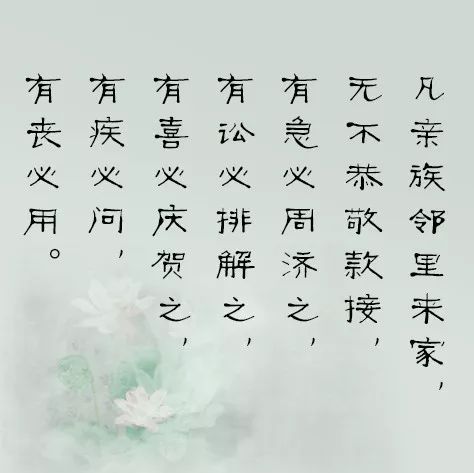 凡亲族邻里来家，
无不恭敬款接，
有急必周济之，
有讼必排解之，
有喜必庆贺之，
有疾必问，
有丧必用。